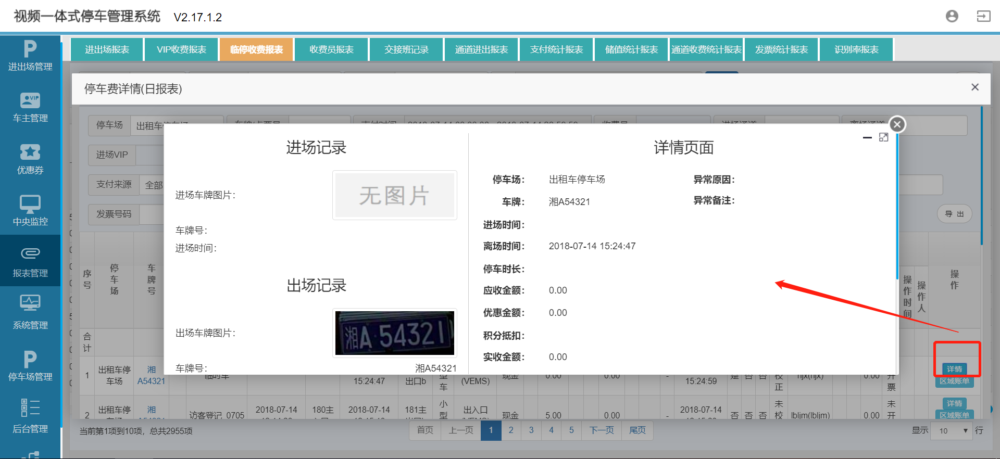 视频一体式停车管理系统 V2.17.1.2
进出场管理
车主管理
优惠券
中央监控
报表管理
系统管理
停车场管理
后台管理
进出场报表 VIP收费报表 临停收费报表 收费员报表 交接班记录 通道进出报表 支付统计报表 储值统计报表 通道收费统计报表 发票统计报表 识别率报表
停车费详情(日报表)
停车场 出租车停车场
进场VIP
支付来源 全部
发票号码
导 出
进场记录
进场车牌图片:
无图片
车牌号:
进场时间:
出场记录
出场车牌图片:
湘A 54321
车牌号: 湘A54321
详情页面
停车场: 出租车停车场 异常原因:
车牌: 湘A54321 异常备注:
进场时间:
离场时间: 2018-07-14 15:24:47
停车时长:
应收金额: 0.00
优惠金额: 0.00
积分抵扣:
实收金额: 0.00
序号 停车场 车牌号 操作时间 操作人 操作
合计
1 出租车停车场 湘A54321 临时车 15:24:47 出口b 型车 (VEMS) 现金 0.00 0.00 - 15:24:59 是 否 否 校正 hjx(hjx) 0.00 开票 详情 区域账单
2 出租车停 湘 访客登记_0705 2018-07-14 180主 2018-07-14 181主 小型 出入口 现金 5.00 0.00 - 2018-07-14 否 否 否 未校 lbljm(lbljm) 0.00 未开 详情 区域账单
当前第1项到10项，总共2955项
首页 上一页 1 2 3 4 5 下一页 尾页
显示 10 行